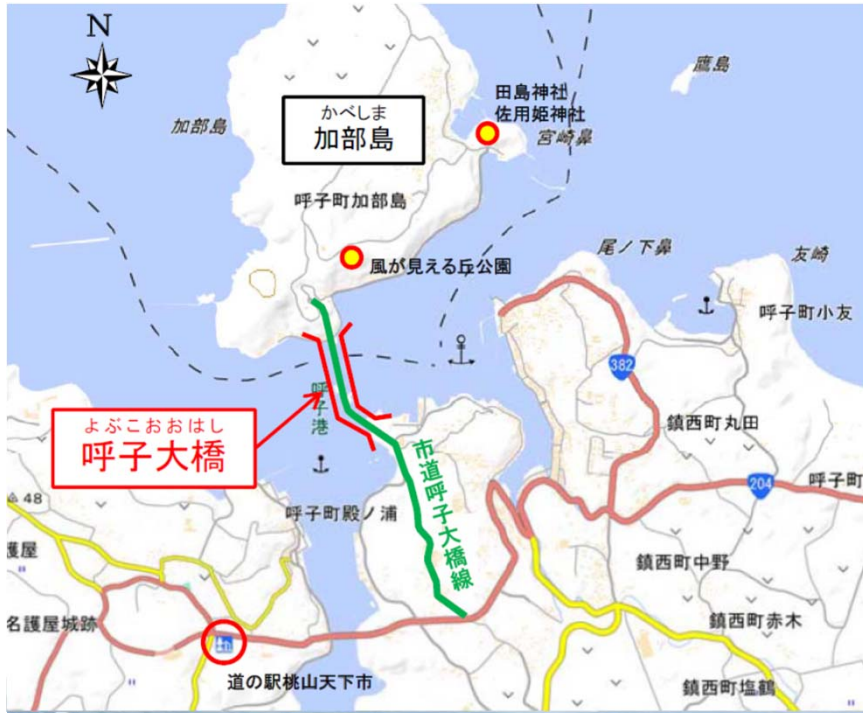 N
鷹島
田島神社
佐用姫神社
かべしま
加部島
加部島
宮崎鼻
呼子町加部島
尾ノ下鼻
友崎
風が見える丘公園
呼子町小友
382
よぶこおおはし
呼子大橋
呼子港
鎮西町丸田
市道呼子大橋線
204
呼子町
48
呼子町殿ノ浦
護屋
鎮西町中野
名護屋城跡
鎮西町赤木
道の駅桃山天下市
鎮西町塩鶴